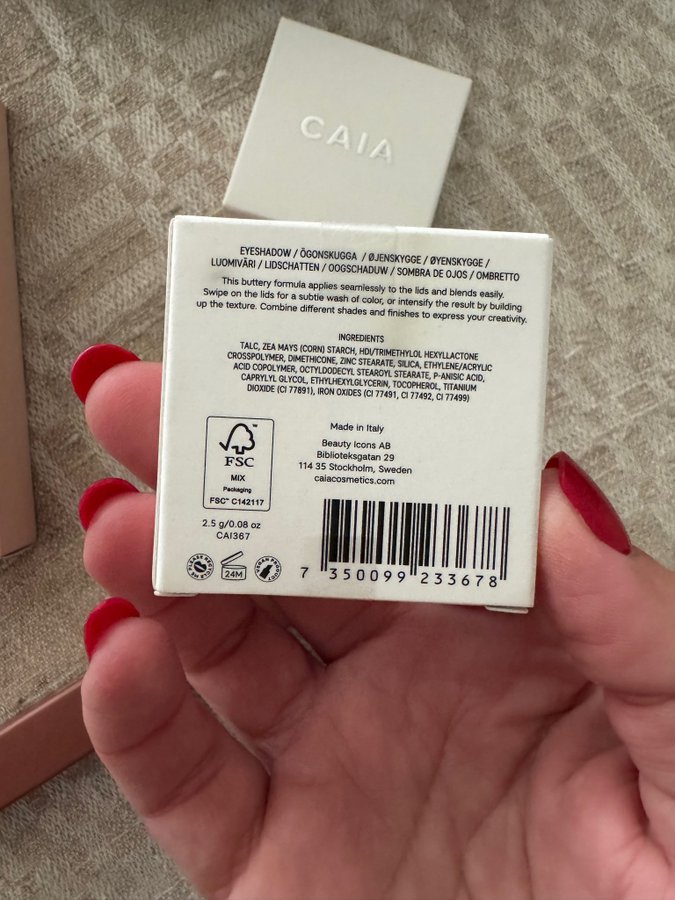 CAIA
EYESHADOW / ÖGONSKUGGA / ØJENSKYGGE / ØYENSKYGGE /
LUOMIVÄRI / LIDSCHATTEN / OOGSCHADUW / SOMBRA DE OJOS / OMBRETTO
This buttery formula applies seamlessly to the lids and blends easily.
Swipe on the lids for a subtle wash of color, or intensify the result by building
up the texture. Combine different shades and finishes to express your creativity.
INGREDIENTS
TALC, ZEA MAYS (CORN) STARCH, HDI/TRIMETHYLOL HEXYLLACTONE
CROSSPOLYMER, DIMETHICONE, ZINC STEARATE, SILICA, ETHYLENE/ACRYLIC
ACID COPOLYMER, OCTYLDODECYL STEAROYL STEARATE, P-ANISIC ACID,
CAPRYLYL GLYCOL, ETHYLHEXYLGLYCERIN, TOCOPHEROL, TITANIUM
DIOXIDE (CI 77891), IRON OXIDES (CI 77491, CI 77492, CI 77499)
FSC
MIX
Packaging
FSC™ C142117
Made in Italy
Beauty Icons AB
Biblioteksgatan 29
114 35 Stockholm, Sweden
caiacosmetics.com
2.5 g/0.08 oz
CAI367
PLEASE RECYCLE ME
24M
VEGAN PRODUCT
7 350099 233678